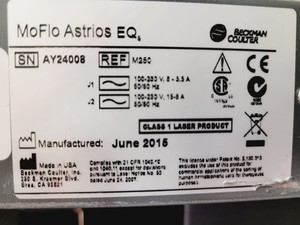 MoFlo Astrios EQs
BECKMAN
COULTER
SN AY24008
REF M250
~1 100-230 V, 8 - 3.5 A
50/60 Hz
~2 100-230 V, 15-8 A
50/60 Hz
CLASS 1 LASER PRODUCT
Manufactured: June 2015
Made in USA
Beckman Coulter, Inc.
250 S. Kraemer Blvd.
Brea, CA 92821
Complies with 21 CFR 1040.10
and 1040.11 except for deviations
pursuant to Laser Notice No. 50
dated June 24, 2007.